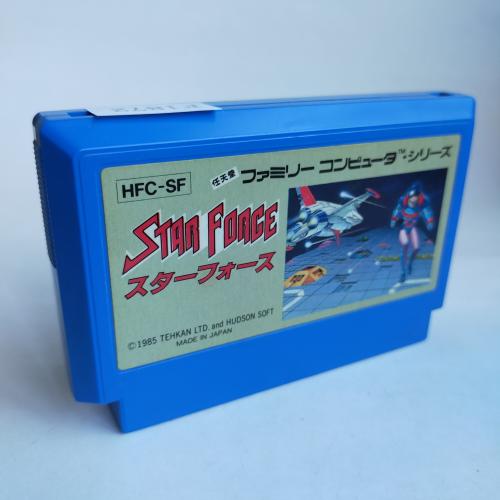 HFC-SF
任天堂 ファミリー コンピュータ™シリーズ
STAR FORCE
スターフォース
©1985 TEHKAN LTD. and HUDSON SOFT
MADE IN JAPAN